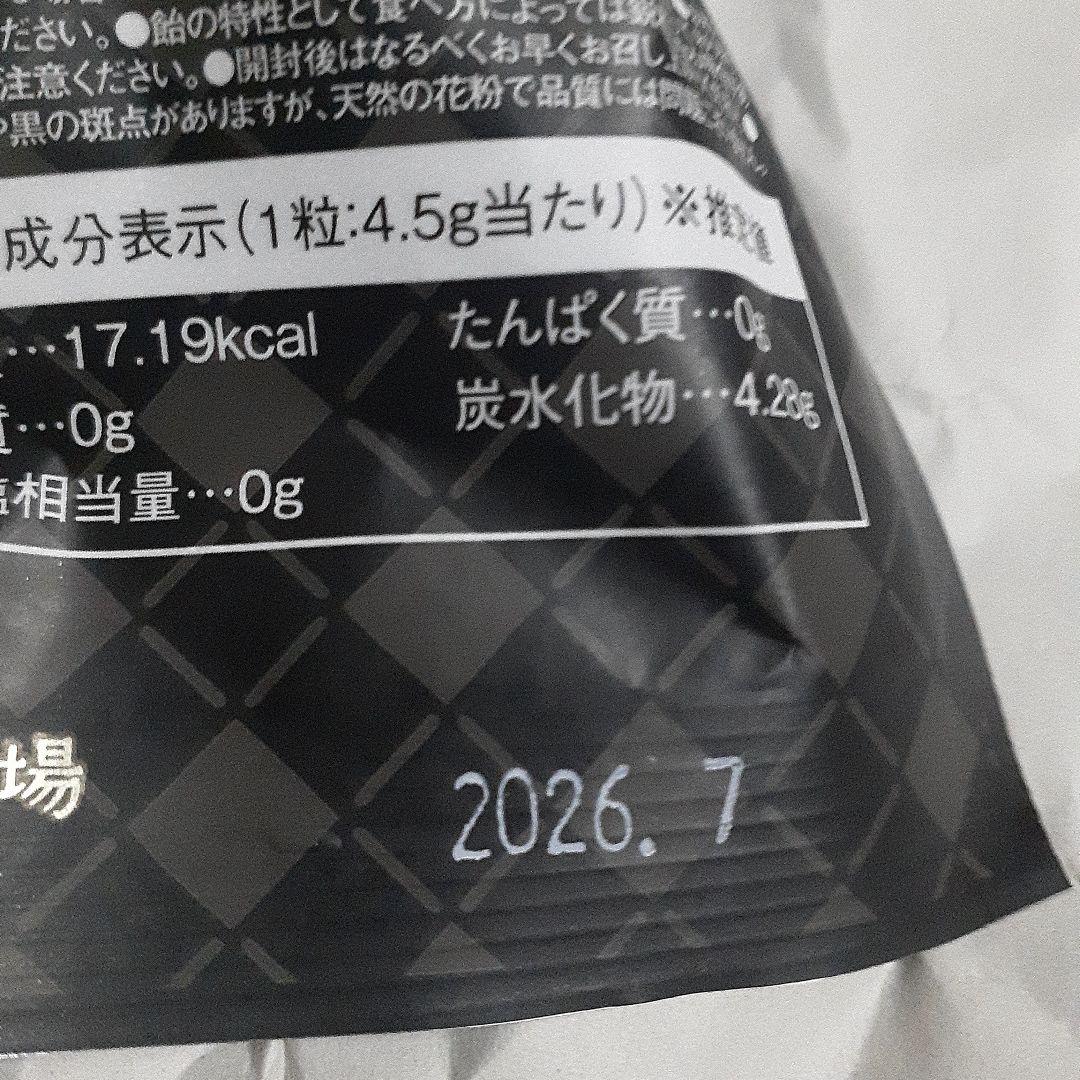 ださい。●飴の特性として食べ方によっては
注意ください。●開封後はなるべくお早くお召し
黒の斑点がありますが、天然の花粉で品質には
成分表示(1粒:4.5g当たり)※推定値
…17.19kcal たんぱく質…0g
質…0g 炭水化物…4.28g
塩相当量…0g
場
2026. 7